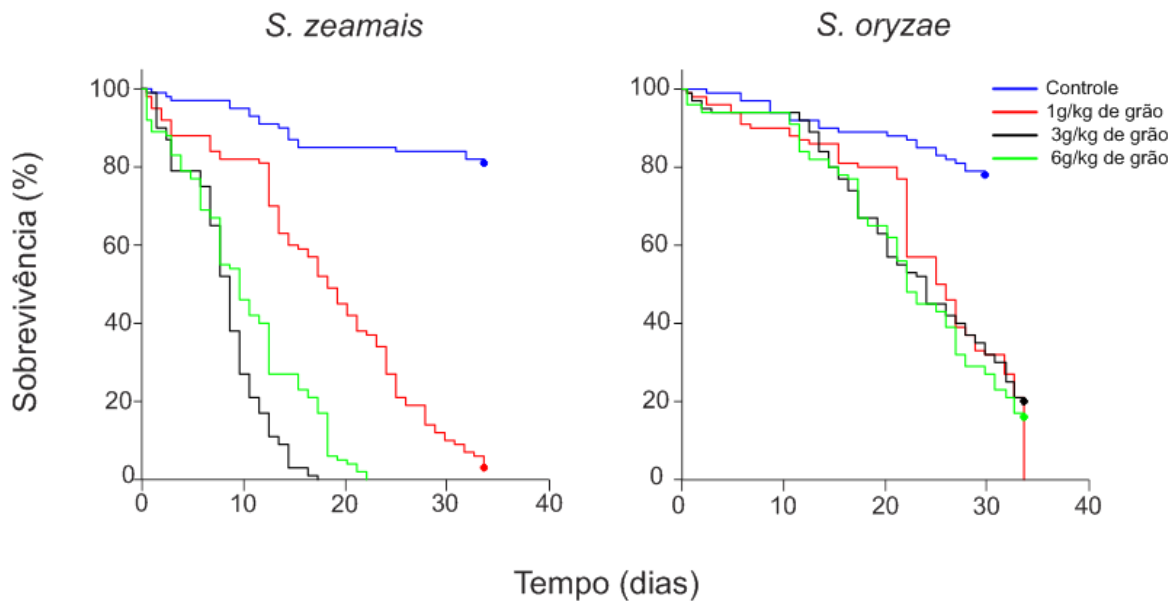 S. zeamais
S. oryzae
Sobrevivência (%)
100
80
60
40
20
0
0 10 20 30 40
100
80
60
40
20
0
0 10 20 30 40
Controle
1g/kg de grão
3g/kg de grão
6g/kg de grão
Tempo (dias)